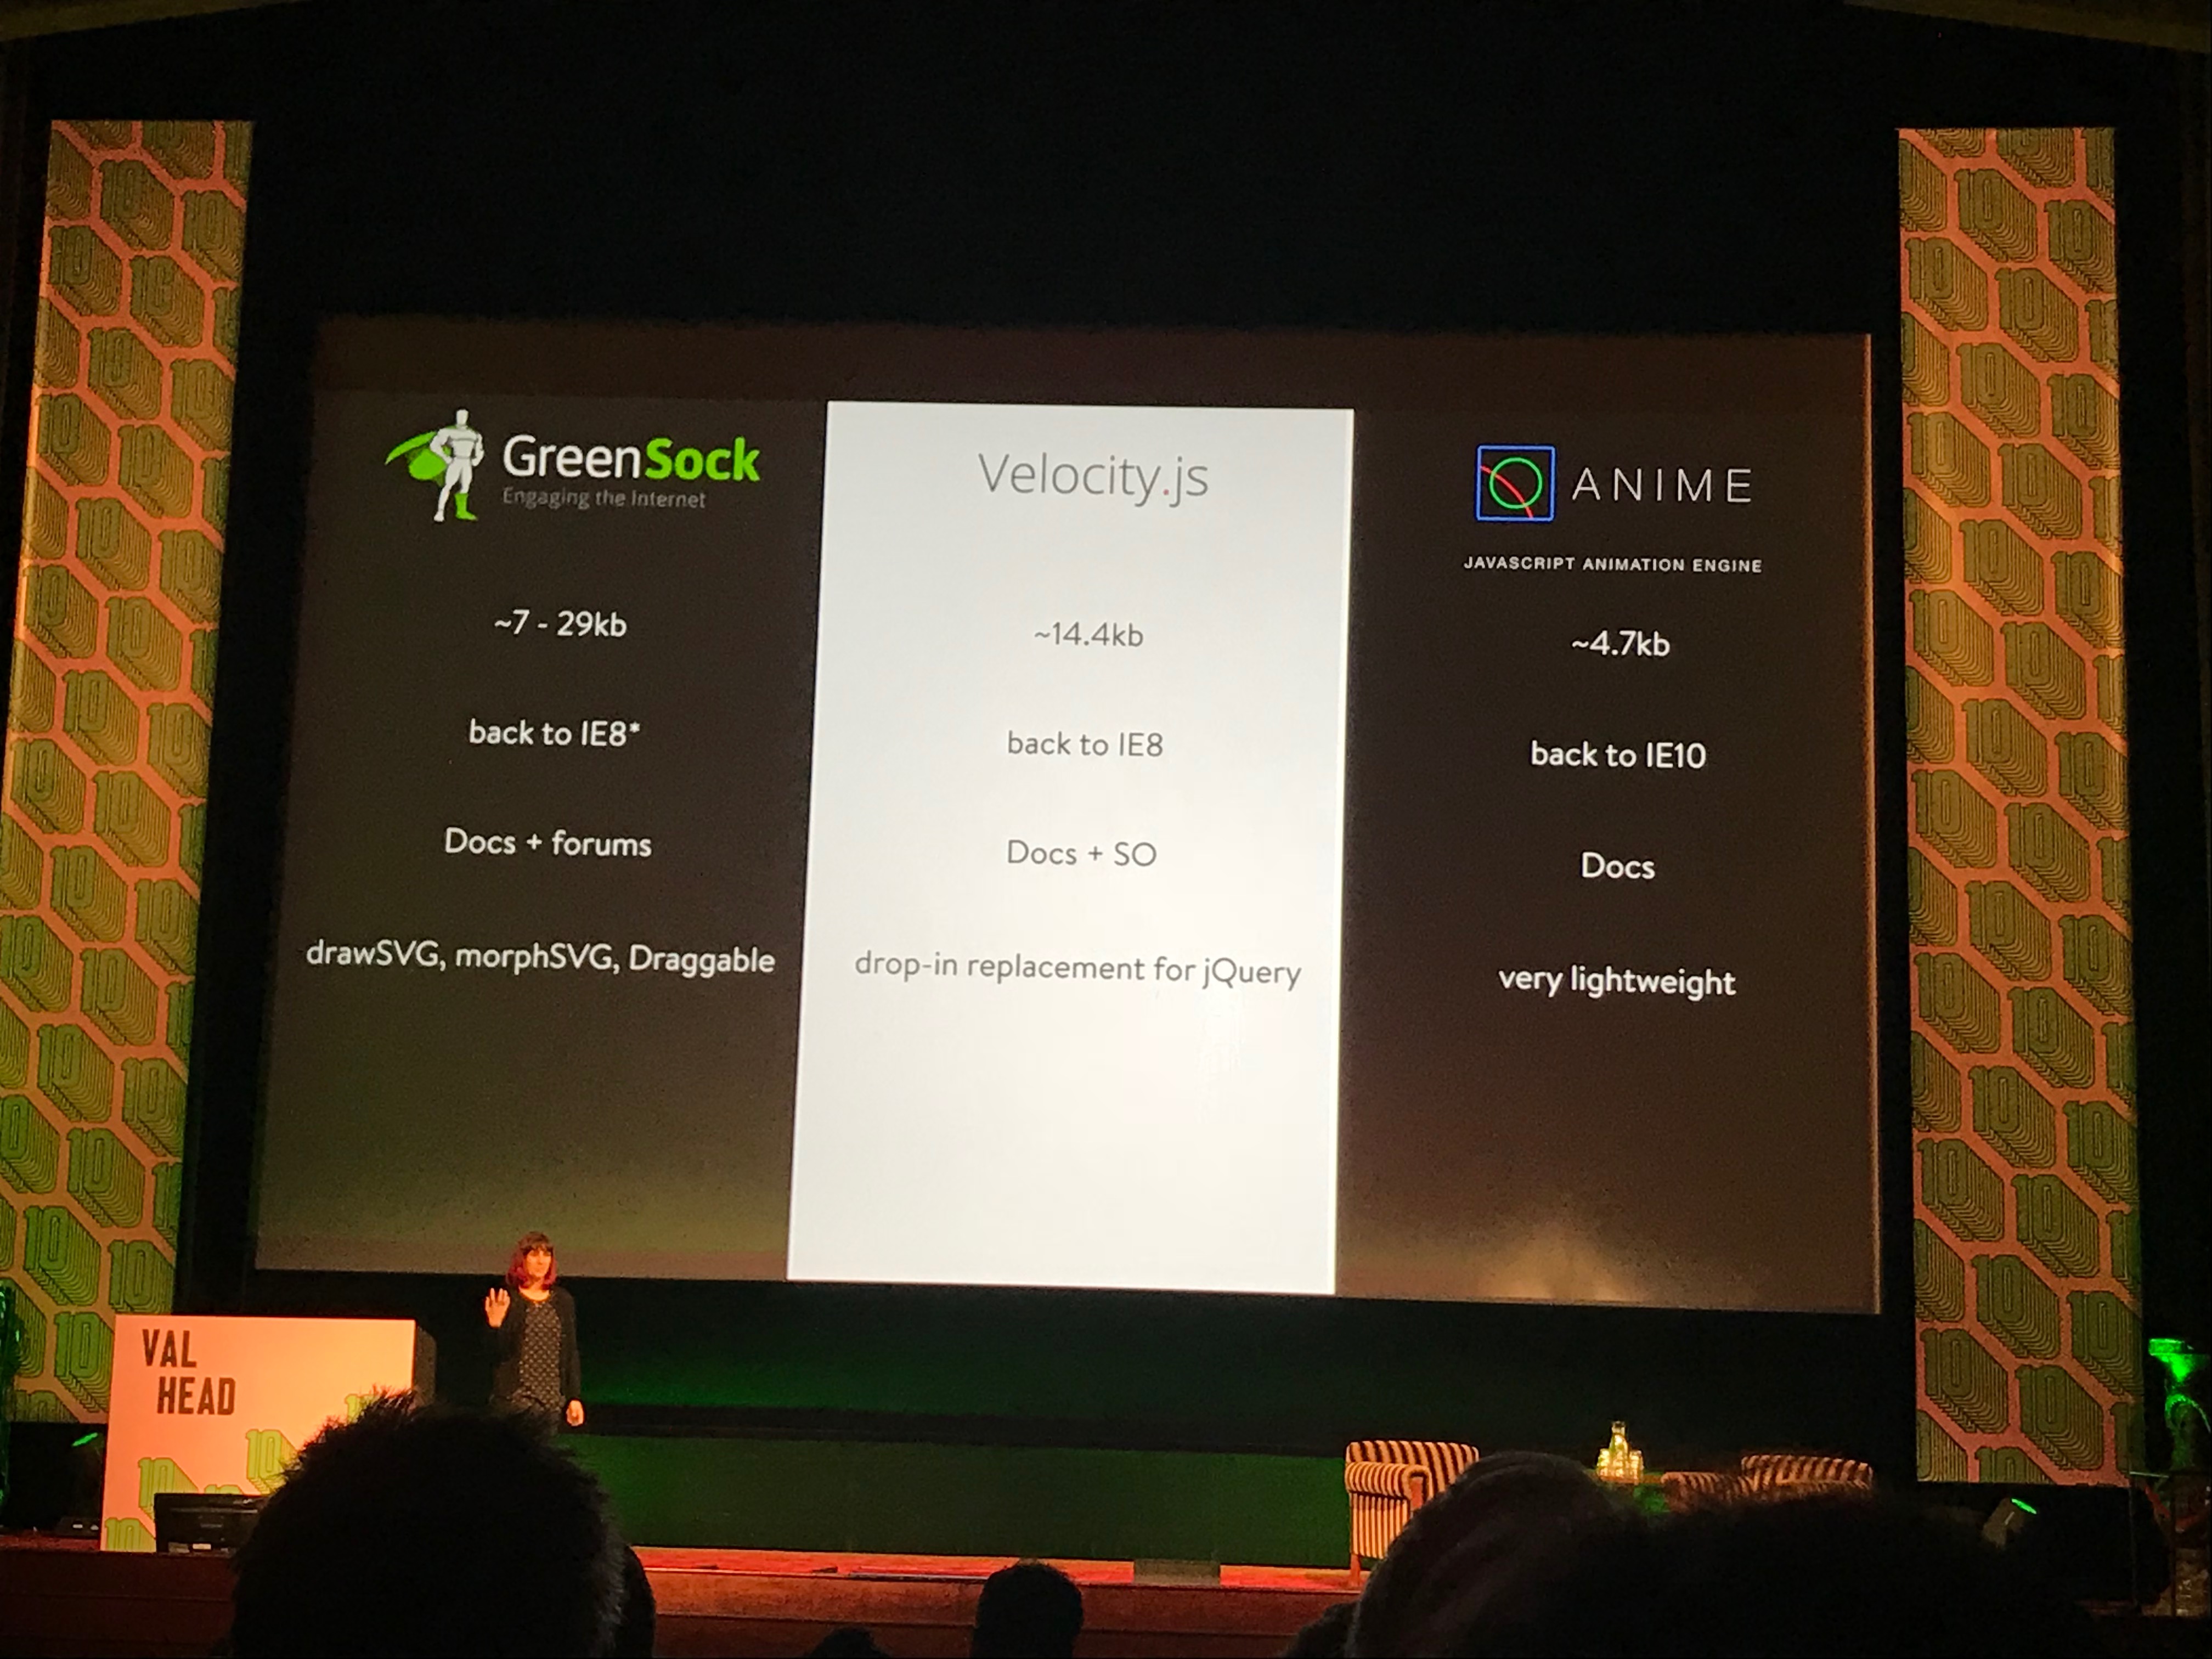 GreenSock
Engaging the Internet
~7 - 29kb
back to IE8*
Docs + forums
drawSVG, morphSVG, Draggable
Velocity.js
~14.4kb
back to IE8
Docs + SO
drop-in replacement for jQuery
ANIME
JAVASCRIPT ANIMATION ENGINE
~4.7kb
back to IE10
Docs
very lightweight
VAL
HEAD
10